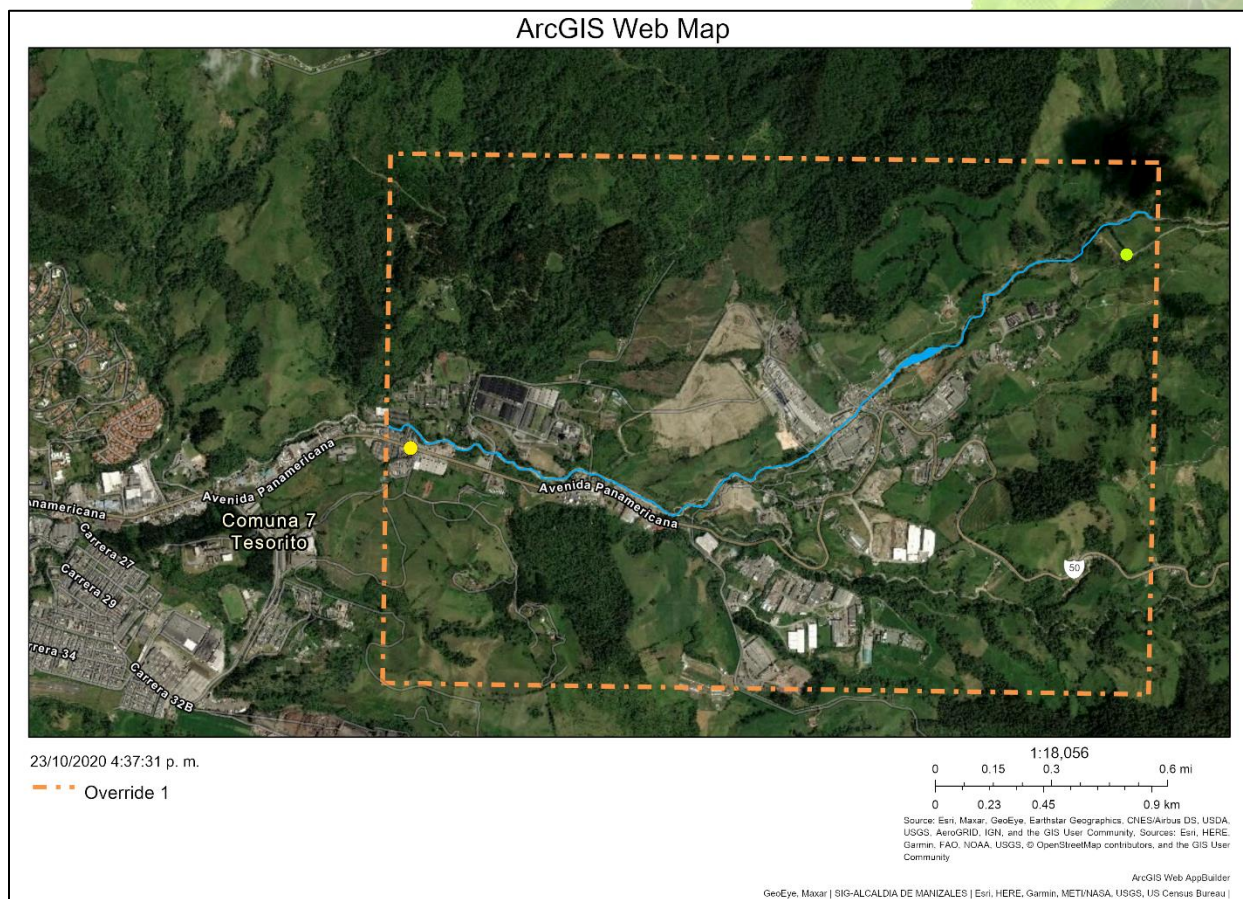 ArcGIS Web Map
Avenida Panamericana
Avenida Panamericana
Anamericana
Comuna 7
Tesorito
Carrera 27
Carrera 29
rrera 34
Carrera 32B
50
23/10/2020 4:37:31 p. m.
Override 1
1:18,056
0 0.15 0.3 0.6 mi
0 0.23 0.45 0.9 km
Source: Esri, Maxar, GeoEye, Earthstar Geographics, CNES/Airbus DS, USDA,
USGS, AeroGRID, IGN, and the GIS User Community, Sources: Esri, HERE,
Garmin, FAO, NOAA, USGS, © OpenStreetMap contributors, and the GIS User
Community
ArcGIS Web AppBuilder
GeoEye, Maxar | SIG-ALCALDIA DE MANIZALES | Esri, HERE, Garmin, METI/NASA, USGS, US Census Bureau |